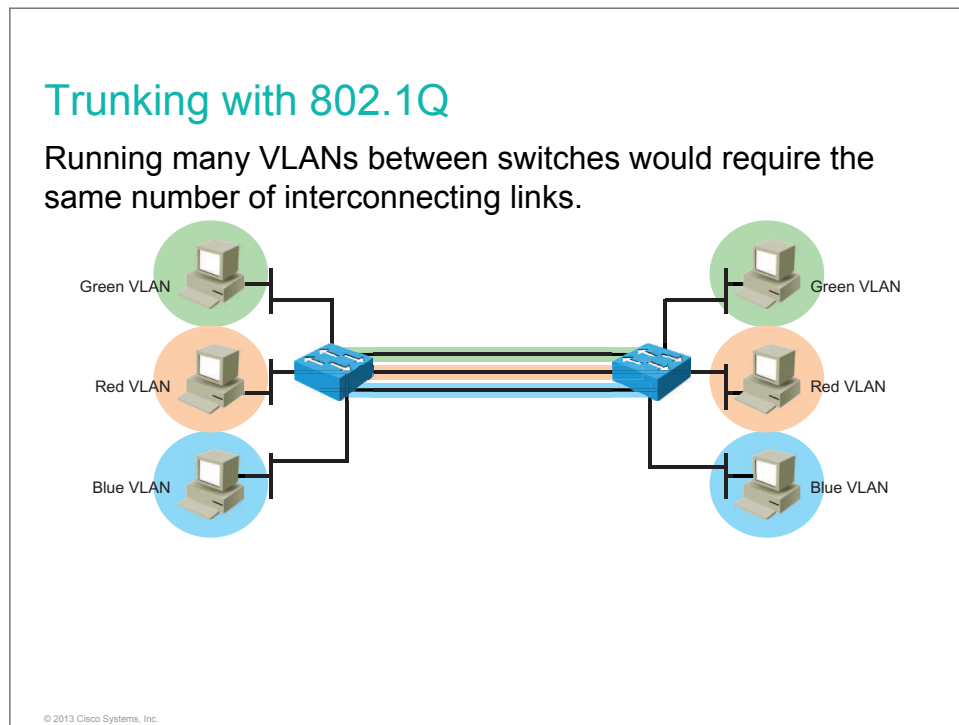 Trunking with 802.1Q
Running many VLANs between switches would require the
same number of interconnecting links.
Green VLAN
Green VLAN
Red VLAN
Red VLAN
Blue VLAN
Blue VLAN
© 2013 Cisco Systems, Inc.